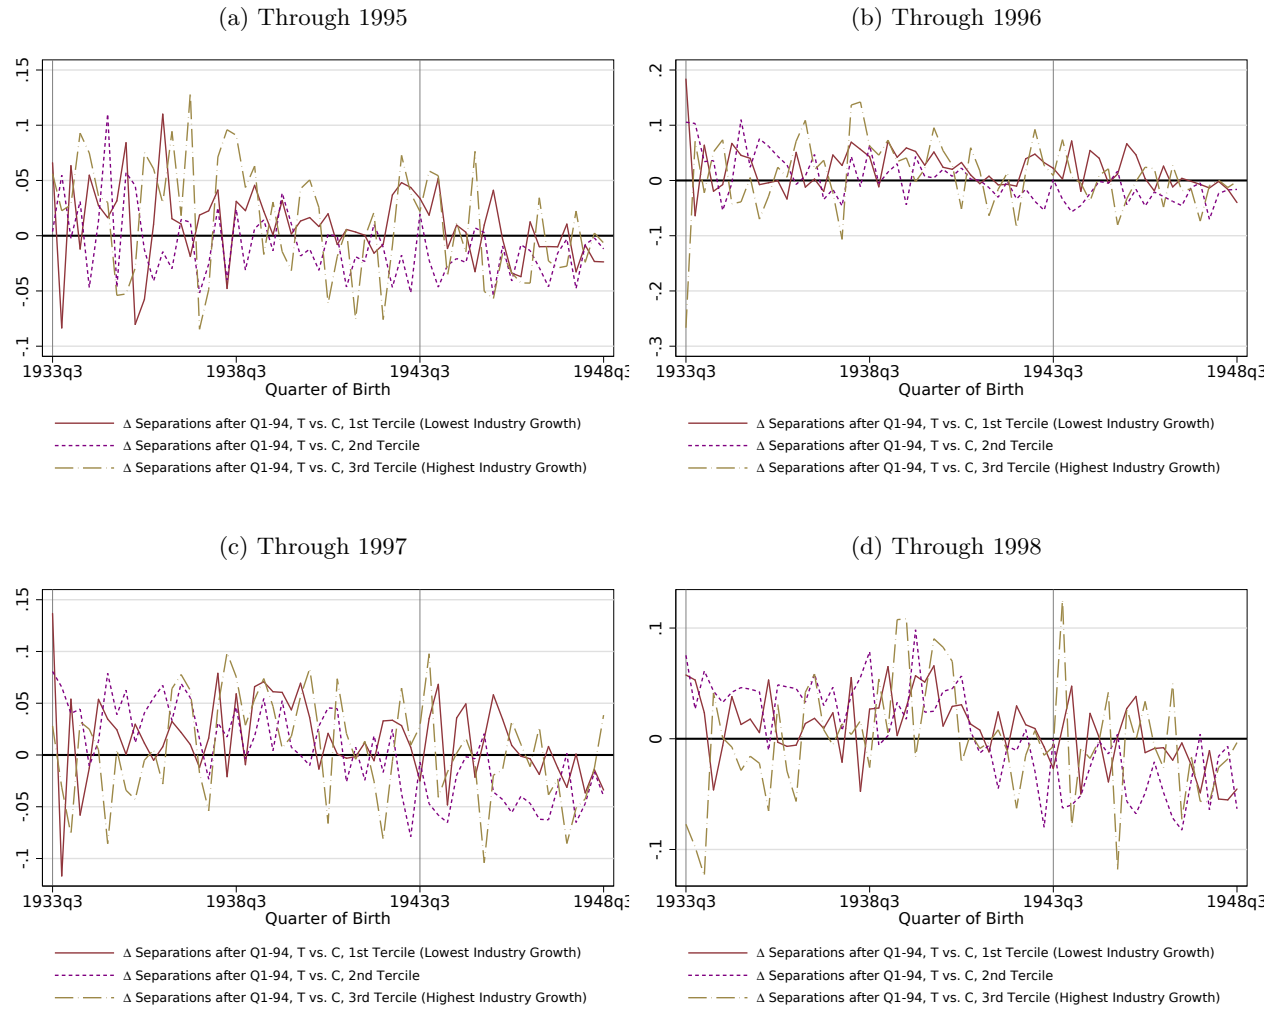 (a) Through 1995
.15
.1
.05
0
-.05
-.1
1933q3 1938q3 1943q3 1948q3
Quarter of Birth
Δ Separations after Q1-94, T vs. C, 1st Tercile (Lowest Industry Growth)
Δ Separations after Q1-94, T vs. C, 2nd Tercile
Δ Separations after Q1-94, T vs. C, 3rd Tercile (Highest Industry Growth)
(b) Through 1996
.2
.1
0
-.1
-.2
-.3
1933q3 1938q3 1943q3 1948q3
Quarter of Birth
Δ Separations after Q1-94, T vs. C, 1st Tercile (Lowest Industry Growth)
Δ Separations after Q1-94, T vs. C, 2nd Tercile
Δ Separations after Q1-94, T vs. C, 3rd Tercile (Highest Industry Growth)
(c) Through 1997
.15
.1
.05
0
-.05
-.1
1933q3 1938q3 1943q3 1948q3
Quarter of Birth
Δ Separations after Q1-94, T vs. C, 1st Tercile (Lowest Industry Growth)
Δ Separations after Q1-94, T vs. C, 2nd Tercile
Δ Separations after Q1-94, T vs. C, 3rd Tercile (Highest Industry Growth)
(d) Through 1998
.1
0
-.1
1933q3 1938q3 1943q3 1948q3
Quarter of Birth
Δ Separations after Q1-94, T vs. C, 1st Tercile (Lowest Industry Growth)
Δ Separations after Q1-94, T vs. C, 2nd Tercile
Δ Separations after Q1-94, T vs. C, 3rd Tercile (Highest Industry Growth)